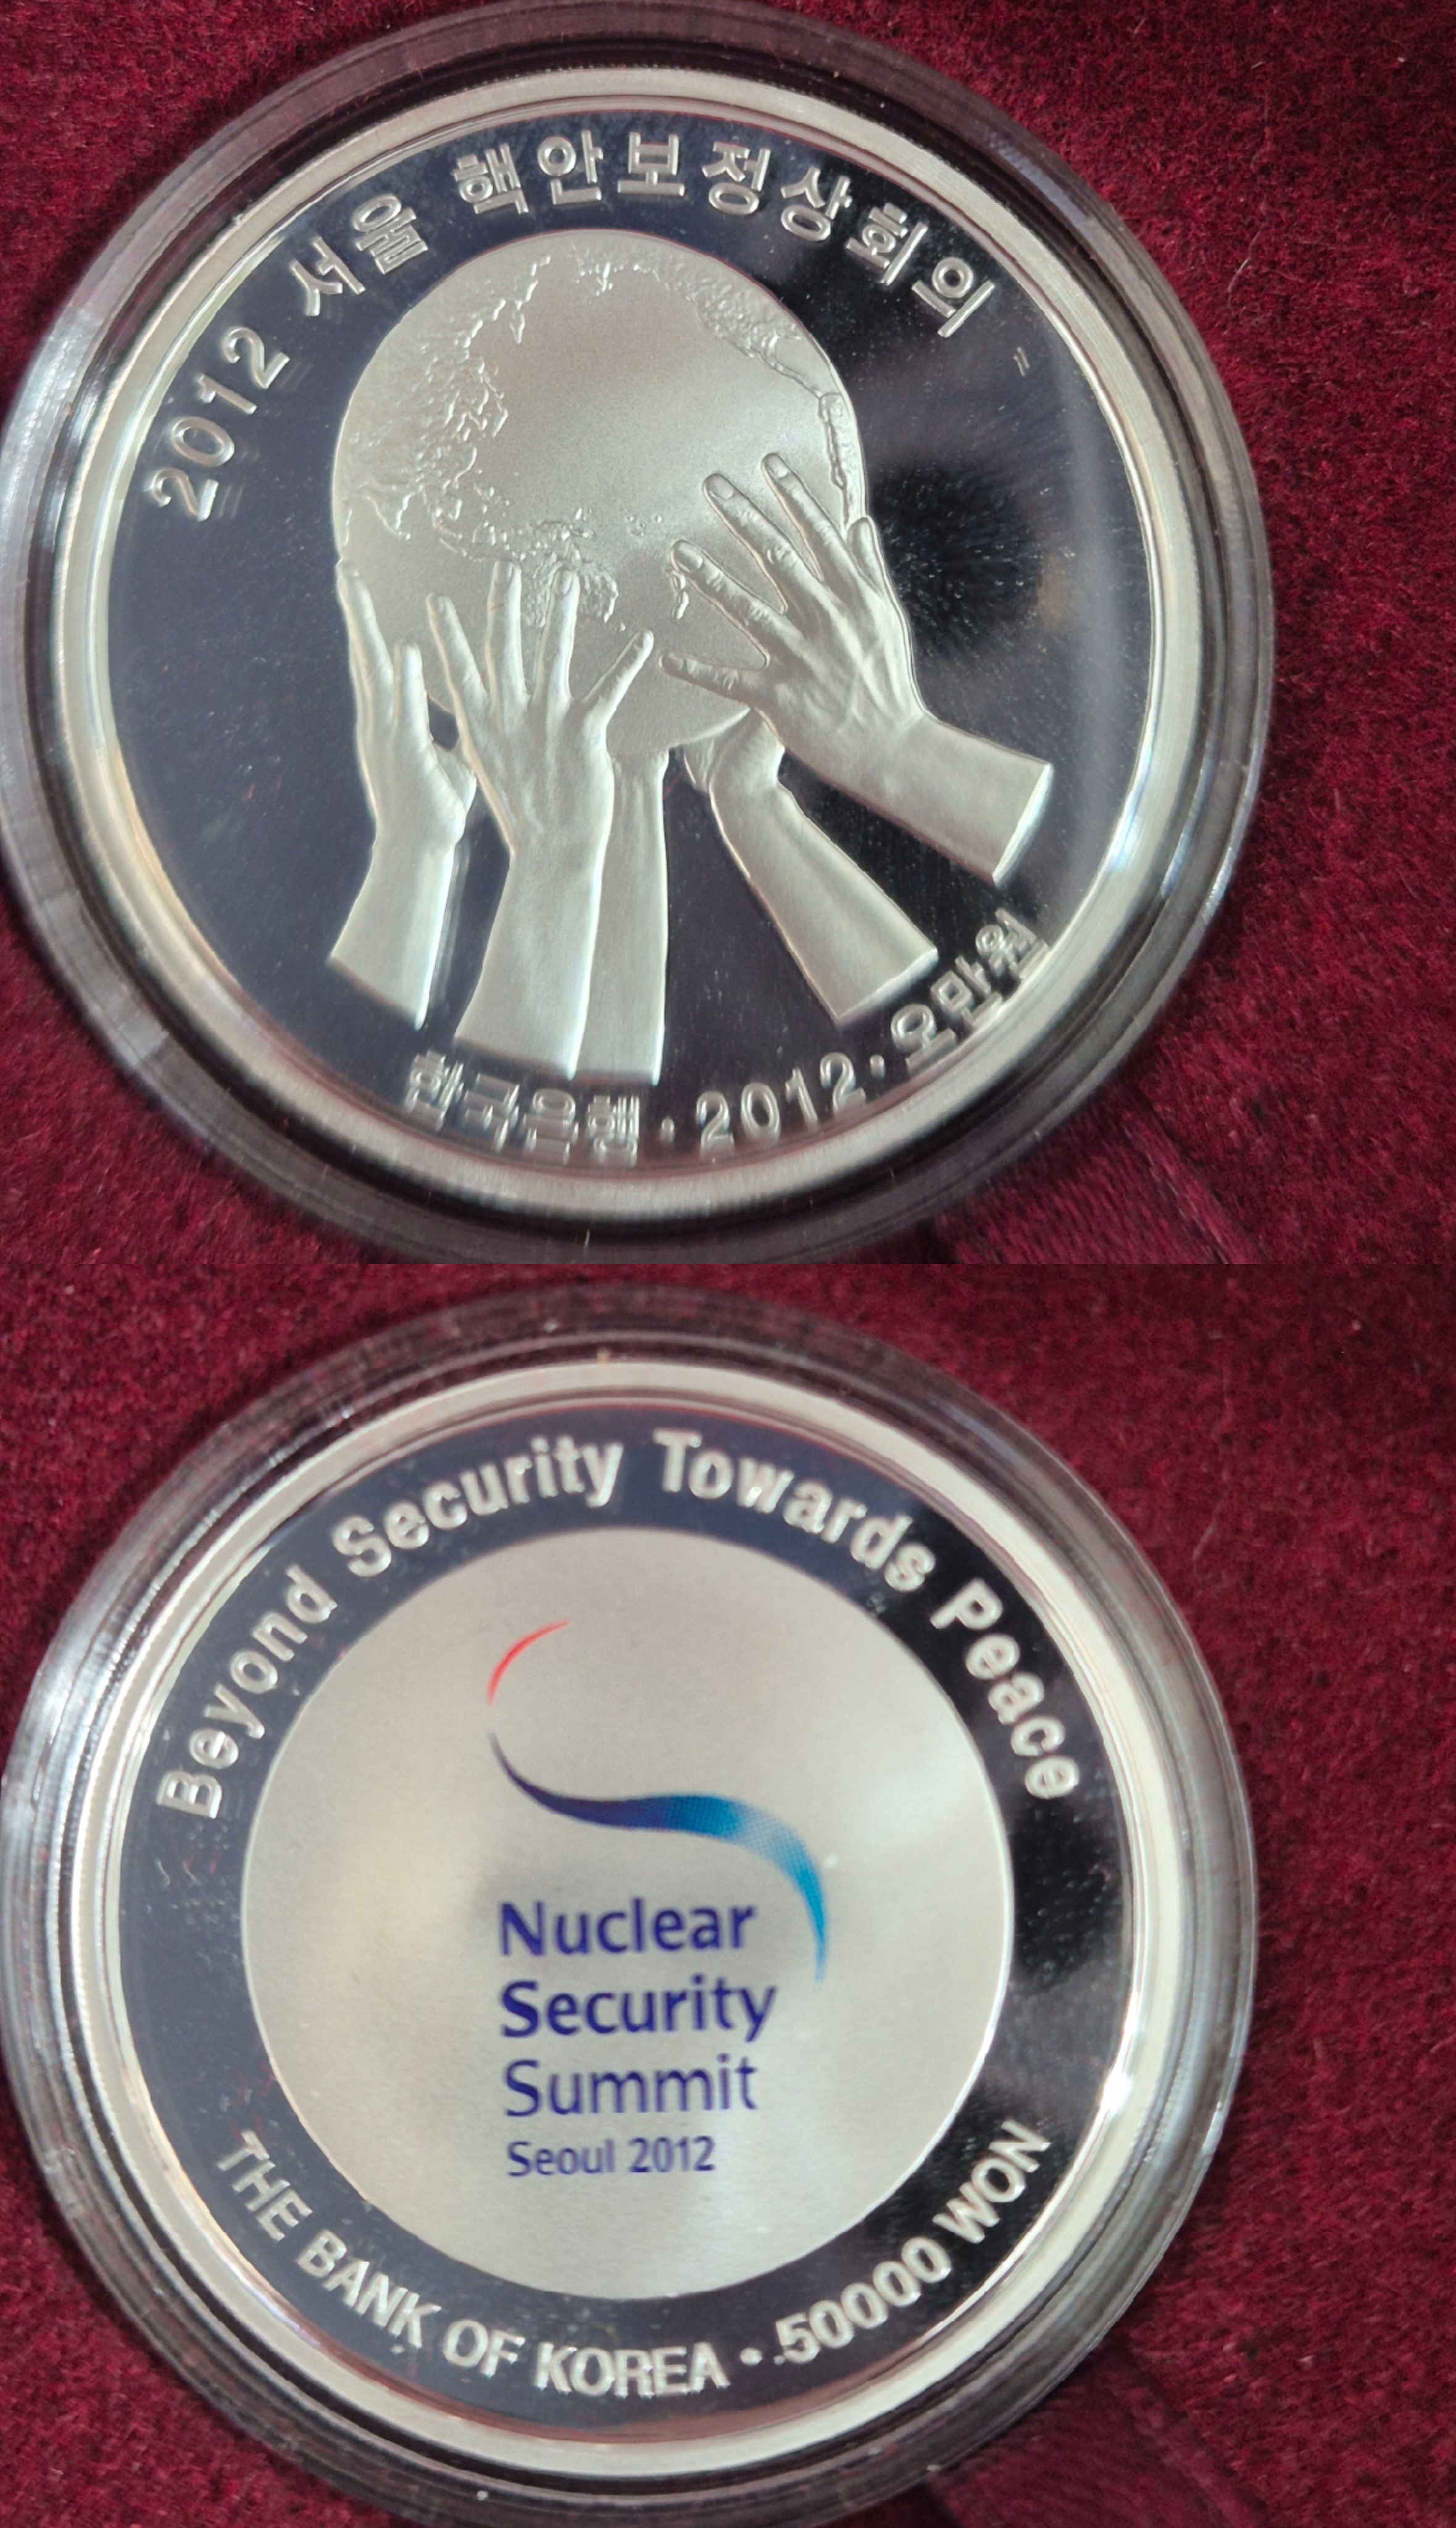 2012 서울 핵안보정상회의
한국은행·2012·오만원
Beyond Security Towards Peace
Nuclear
Security
Summit
Seoul 2012
THE BANK OF KOREA · 50000 WON